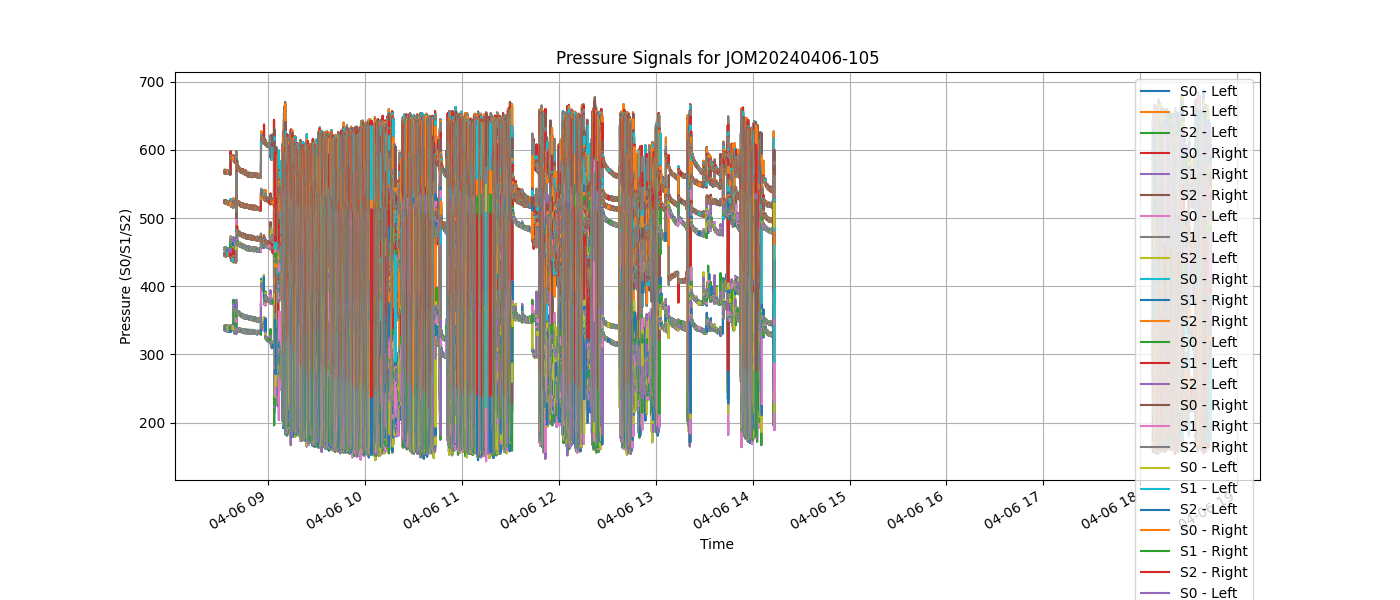 Pressure Signals for JOM20240406-105
700
600
500
400
300
200
Pressure (S0/S1/S2)
04-06 09
04-06 10
04-06 11
04-06 12
04-06 13
04-06 14
04-06 15
04-06 16
04-06 17
04-06 18
04-06 19
Time
S0 - Left
S1 - Left
S2 - Left
S0 - Right
S1 - Right
S2 - Right
S0 - Left
S1 - Left
S2 - Left
S0 - Right
S1 - Right
S2 - Right
S0 - Left
S1 - Left
S2 - Left
S0 - Right
S1 - Right
S2 - Right
S0 - Left
S1 - Left
S2 - Left
S0 - Right
S1 - Right
S2 - Right
S0 - Left